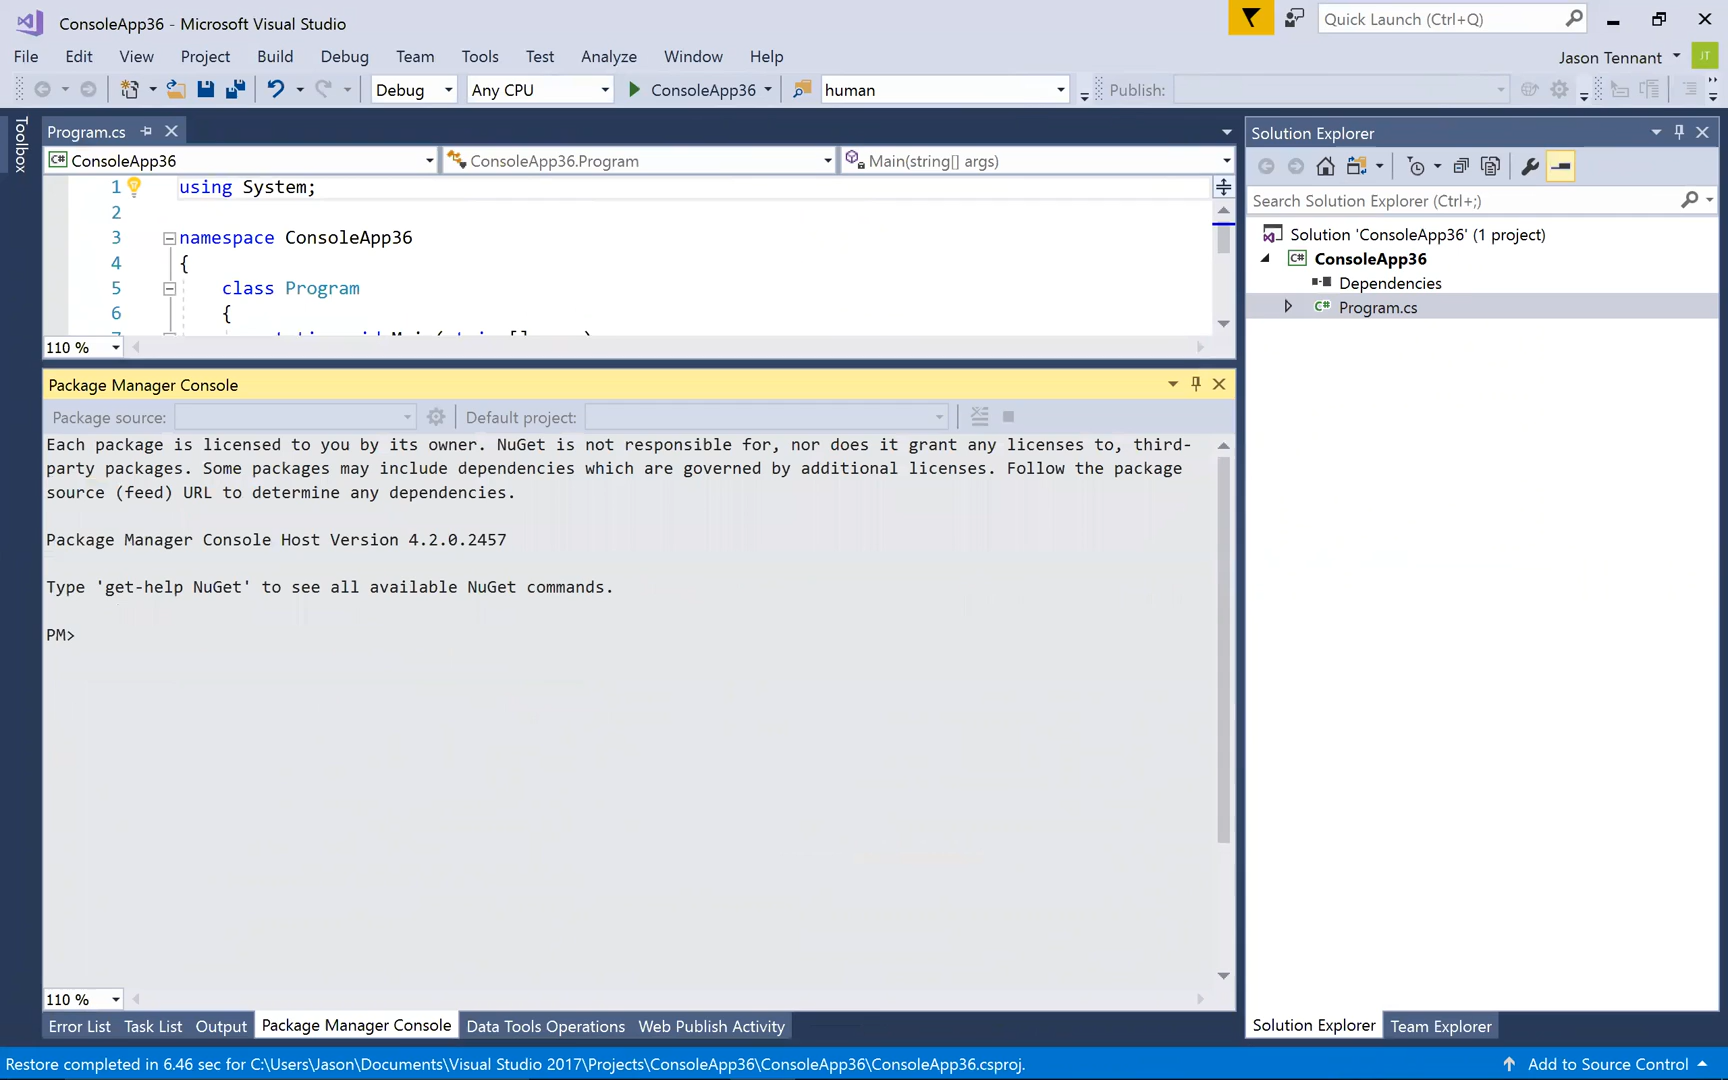 ConsoleApp36 - Microsoft Visual Studio
Quick Launch (Ctrl+Q)
File Edit View Project Build Debug Team Tools Test Analyze Window Help
Jason Tennant
JT
Debug Any CPU ConsoleApp36 human Publish:
Toolbox
Program.cs
ConsoleApp36 ConsoleApp36.Program Main(string[] args)
1 using System;
2
3 namespace ConsoleApp36
4 {
5 class Program
6 {
110 %
Package Manager Console
Package source: Default project:
Each package is licensed to you by its owner. NuGet is not responsible for, nor does it grant any licenses to, third-
party packages. Some packages may include dependencies which are governed by additional licenses. Follow the package
source (feed) URL to determine any dependencies.
Package Manager Console Host Version 4.2.0.2457
Type 'get-help NuGet' to see all available NuGet commands.
PM>
110 %
Error List Task List Output Package Manager Console Data Tools Operations Web Publish Activity
Solution Explorer
Search Solution Explorer (Ctrl+;)
Solution 'ConsoleApp36' (1 project)
C# ConsoleApp36
Dependencies
C# Program.cs
Solution Explorer Team Explorer
Restore completed in 6.46 sec for C:\Users\Jason\Documents\Visual Studio 2017\Projects\ConsoleApp36\ConsoleApp36\ConsoleApp36.csproj.
Add to Source Control